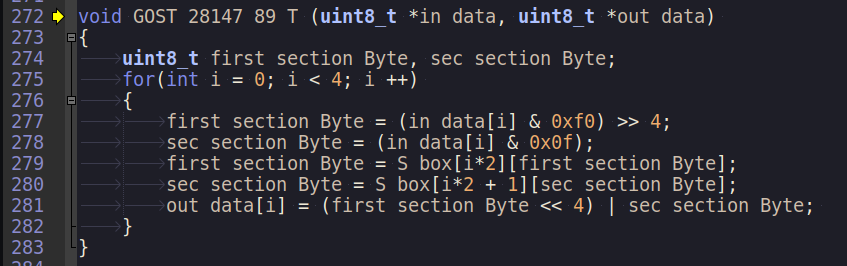 272 void GOST 28147 89 T (uint8_t *in data, uint8_t *out data)
273 {
274 uint8_t first section Byte, sec section Byte;
275 for(int i = 0; i < 4; i ++)
276 {
277 first section Byte = (in data[i] & 0xf0) >> 4;
278 sec section Byte = (in data[i] & 0x0f);
279 first section Byte = S box[i*2][first section Byte];
280 sec section Byte = S box[i*2 + 1][sec section Byte];
281 out data[i] = (first section Byte << 4) | sec section Byte;
282 }
283 }